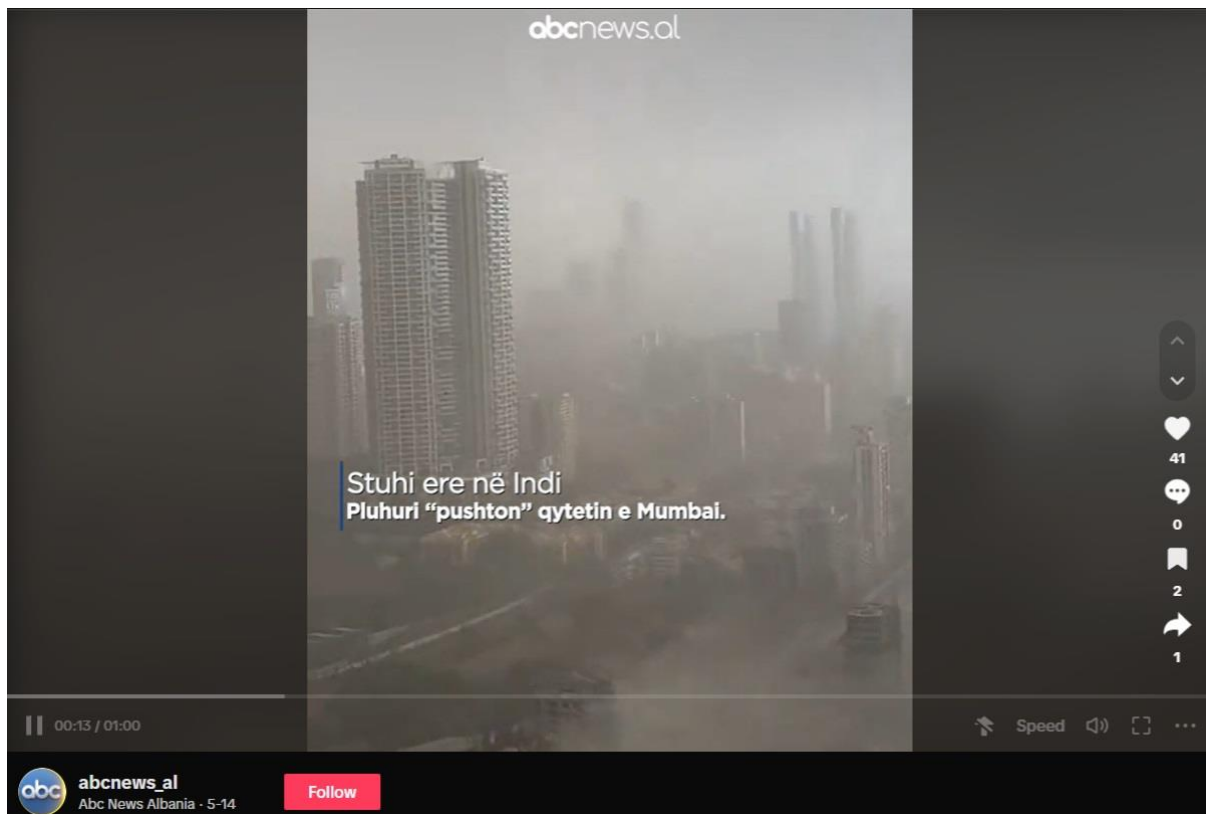 abcnews.al
Stuhi ere në Indi
Pluhuri “pushton” qytetin e Mumbai.
41
0
2
1
00:13 / 01:00
Speed
abc
abcnews_al
Follow
Abc News Albania · 5-14